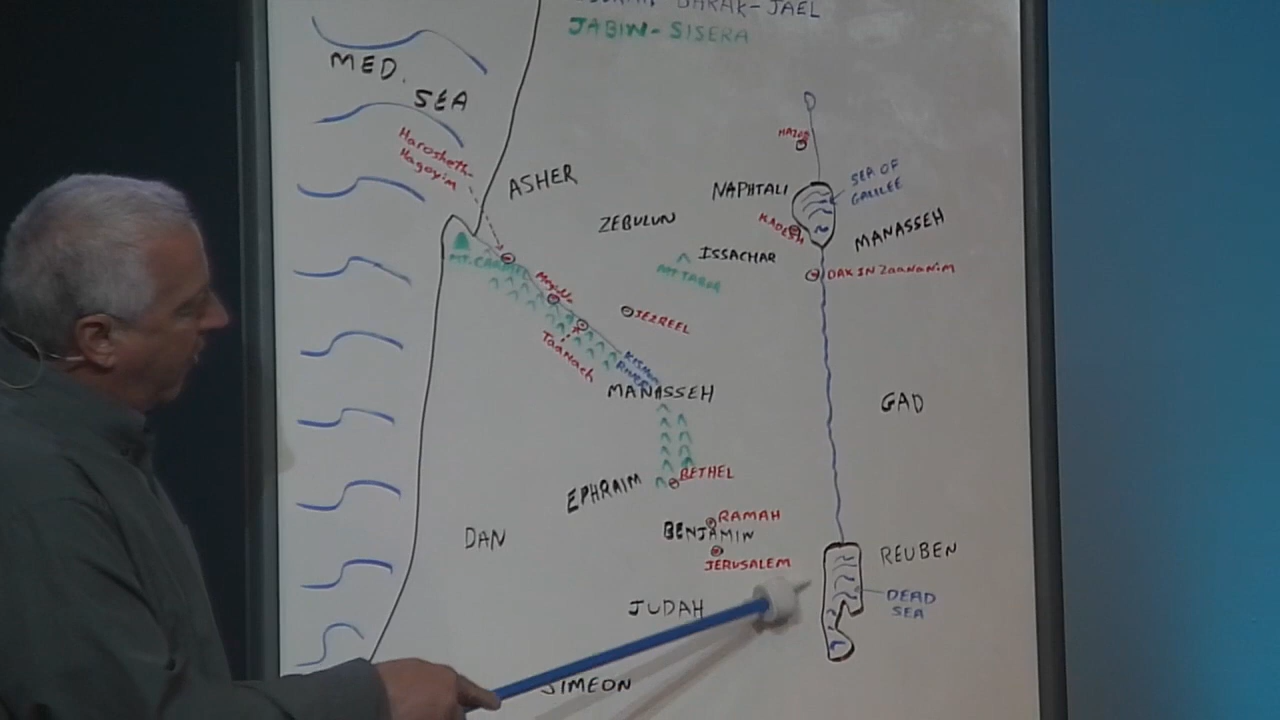 BARAK-JAEL
JABIN-SISERA
MED.
SEA
Harosheth-
Hagoyim
ASHER
HAZOR
NAPHTALI
SEA OF
GALILEE
ZEBULUN
KADESH
MANASSEH
ISSACHAR
MT. CARMEL
MT TABOR
OAK IN Zaananim
Megiddo
JEZREEL
Taanach
KISHON
RIVER
MANASSEH
GAD
BETHEL
EPHRAIM
RAMAH
BENJAMIN
DAN
JERUSALEM
REUBEN
DEAD
SEA
JUDAH
SIMEON